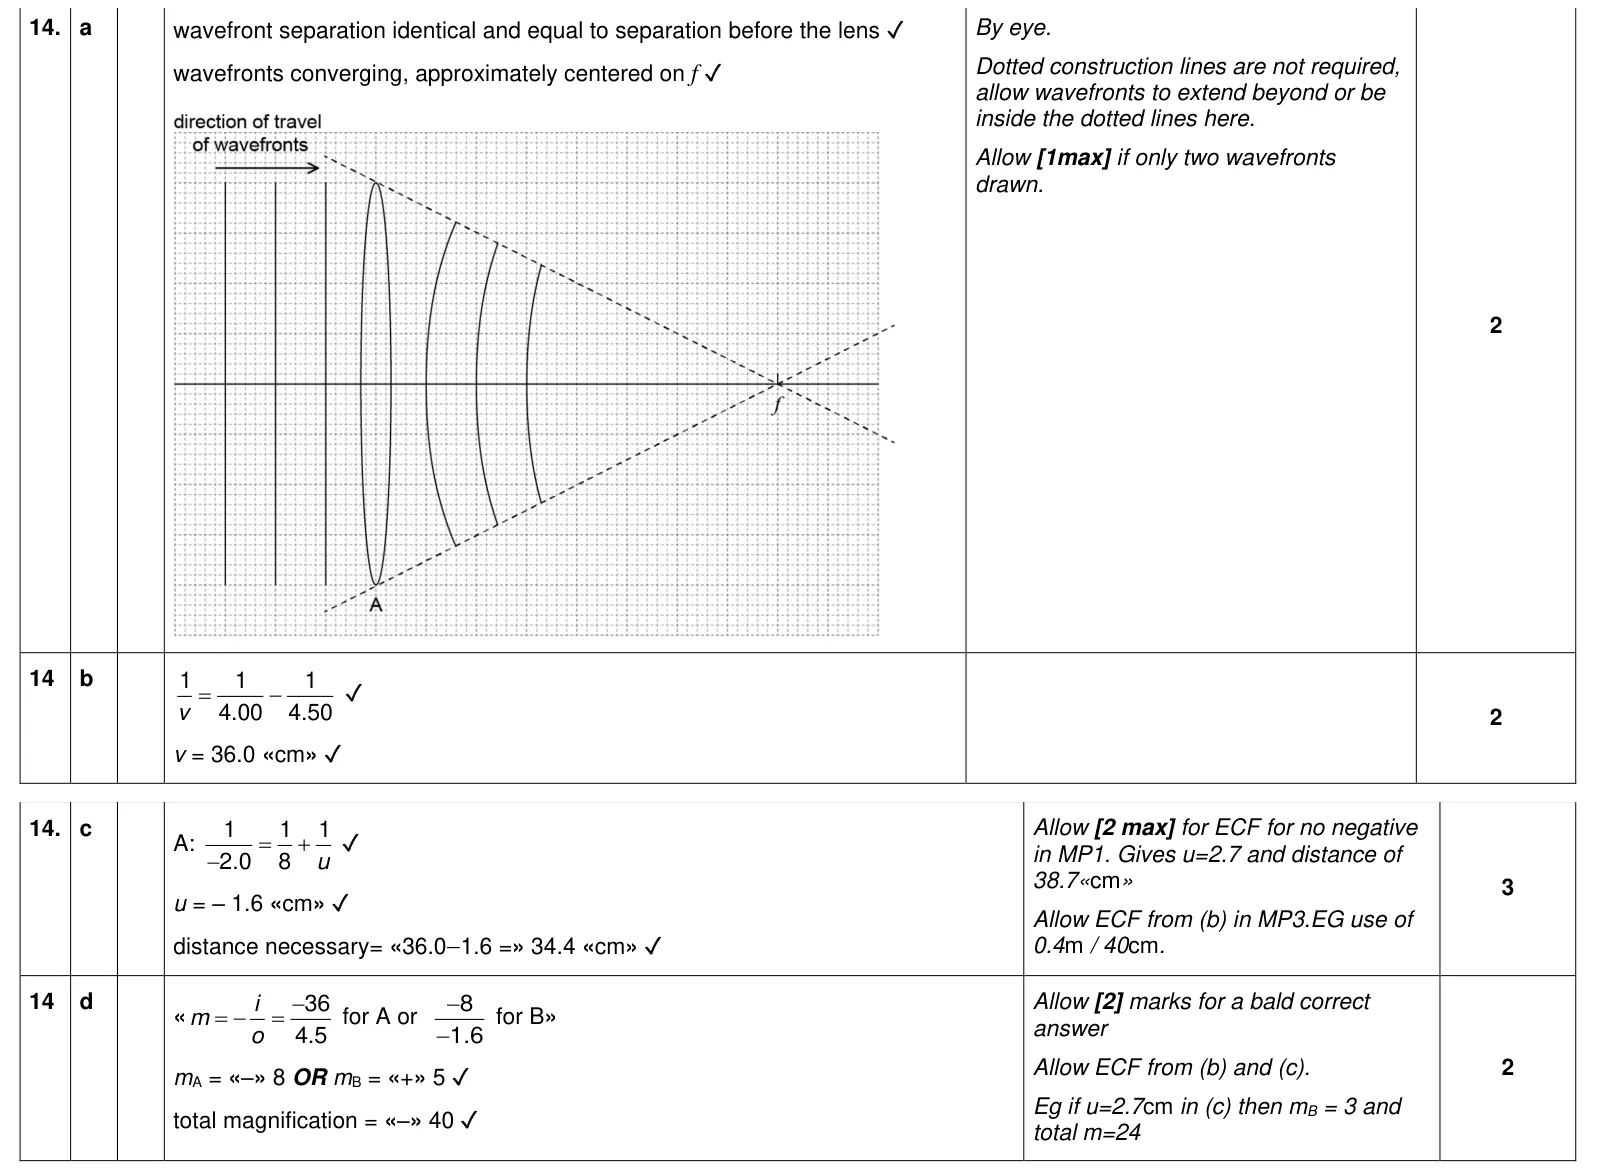 14. a
wavefront separation identical and equal to separation before the lens ✓
wavefronts converging, approximately centered on f ✓
direction of travel
of wavefronts
f
A
By eye.
Dotted construction lines are not required,
allow wavefronts to extend beyond or be
inside the dotted lines here.
Allow [1max] if only two wavefronts
drawn.
2
14 b
1/v = 1/4.00 − 1/4.50 ✓
v = 36.0 «cm» ✓
2
14. c
A: 1/−2.0 = 1/8 + 1/u ✓
u = – 1.6 «cm» ✓
distance necessary= «36.0–1.6 =» 34.4 «cm» ✓
Allow [2 max] for ECF for no negative
in MP1. Gives u=2.7 and distance of
38.7«cm»
Allow ECF from (b) in MP3.EG use of
0.4m / 40cm.
3
14 d
« m = − i/o = −36/4.5 for A or −8/−1.6 for B»
mA = «–» 8 OR mB = «+» 5 ✓
total magnification = «–» 40 ✓
Allow [2] marks for a bald correct
answer
Allow ECF from (b) and (c).
Eg if u=2.7cm in (c) then mB = 3 and
total m=24
2